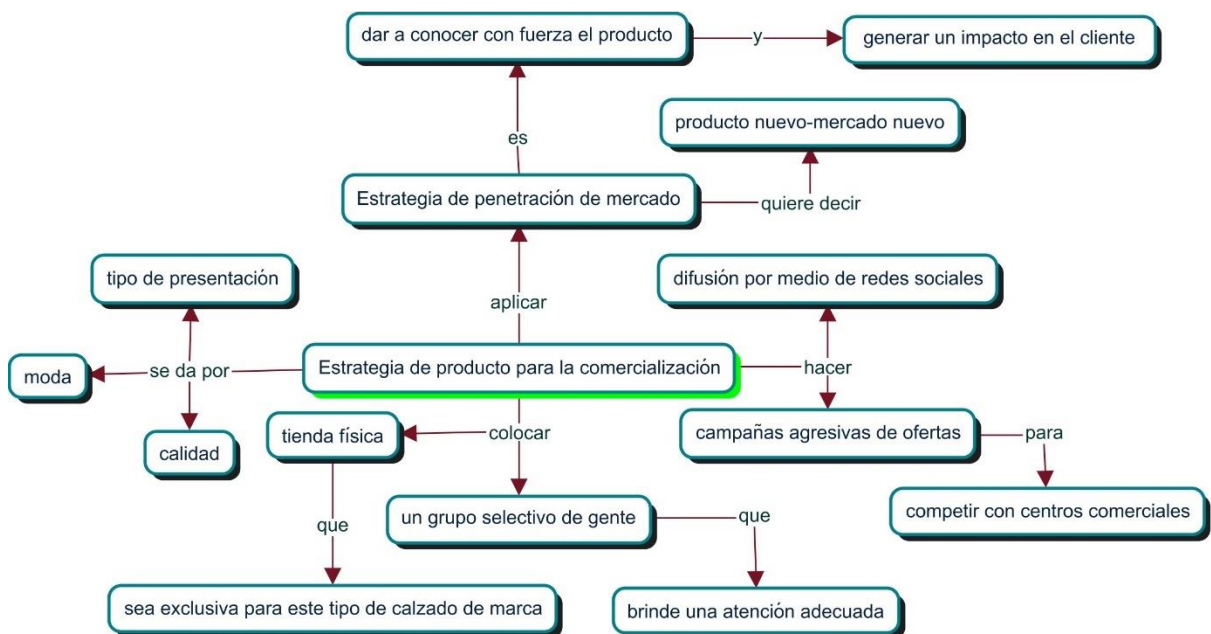 dar a conocer con fuerza el producto
y
generar un impacto en el cliente
producto nuevo-mercado nuevo
es
Estrategia de penetración de mercado
quiere decir
tipo de presentación
difusión por medio de redes sociales
aplicar
moda
se da por
Estrategia de producto para la comercialización
hacer
tienda física
colocar
campañas agresivas de ofertas
para
calidad
un grupo selectivo de gente
que
competir con centros comerciales
que
sea exclusiva para este tipo de calzado de marca
brinde una atención adecuada